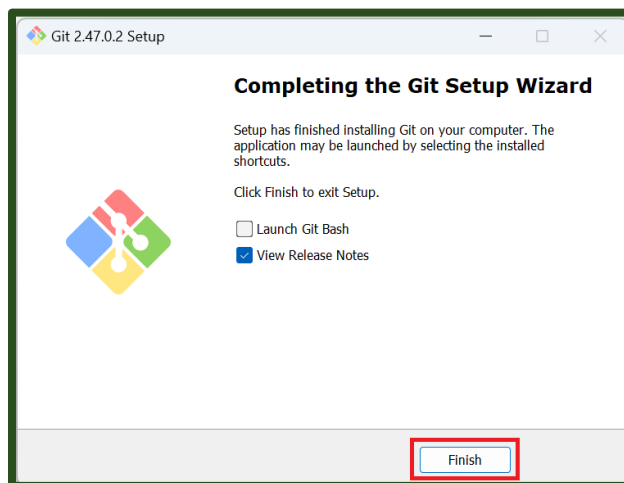 Git 2.47.0.2 Setup
Completing the Git Setup Wizard
Setup has finished installing Git on your computer. The
application may be launched by selecting the installed
shortcuts.
Click Finish to exit Setup.
Launch Git Bash
View Release Notes
Finish